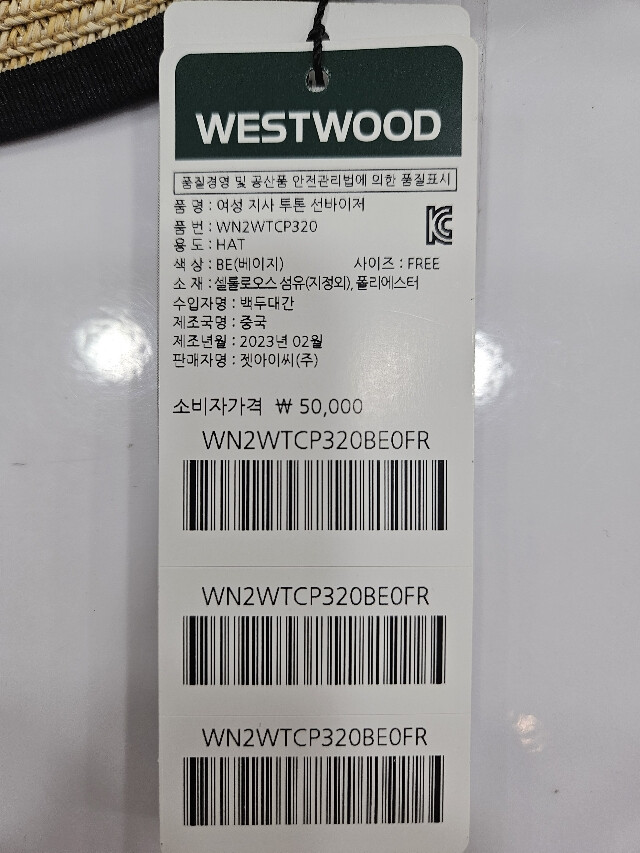 WESTWOOD
품질경영 및 공산품 안전관리법에 의한 품질표시
품 명 : 여성 지사 투톤 선바이저
품 번 : WN2WTCP320
용 도 : HAT
색 상 : BE(베이지) 사이즈 : FREE
소 재 : 셀룰로오스 섬유(지정외), 폴리에스터
수입자명 : 백두대간
제조국명 : 중국
제조년월 : 2023년 02월
판매자명 : 젯아이씨(주)
소비자가격 ₩ 50,000
WN2WTCP320BE0FR
WN2WTCP320BE0FR
WN2WTCP320BE0FR